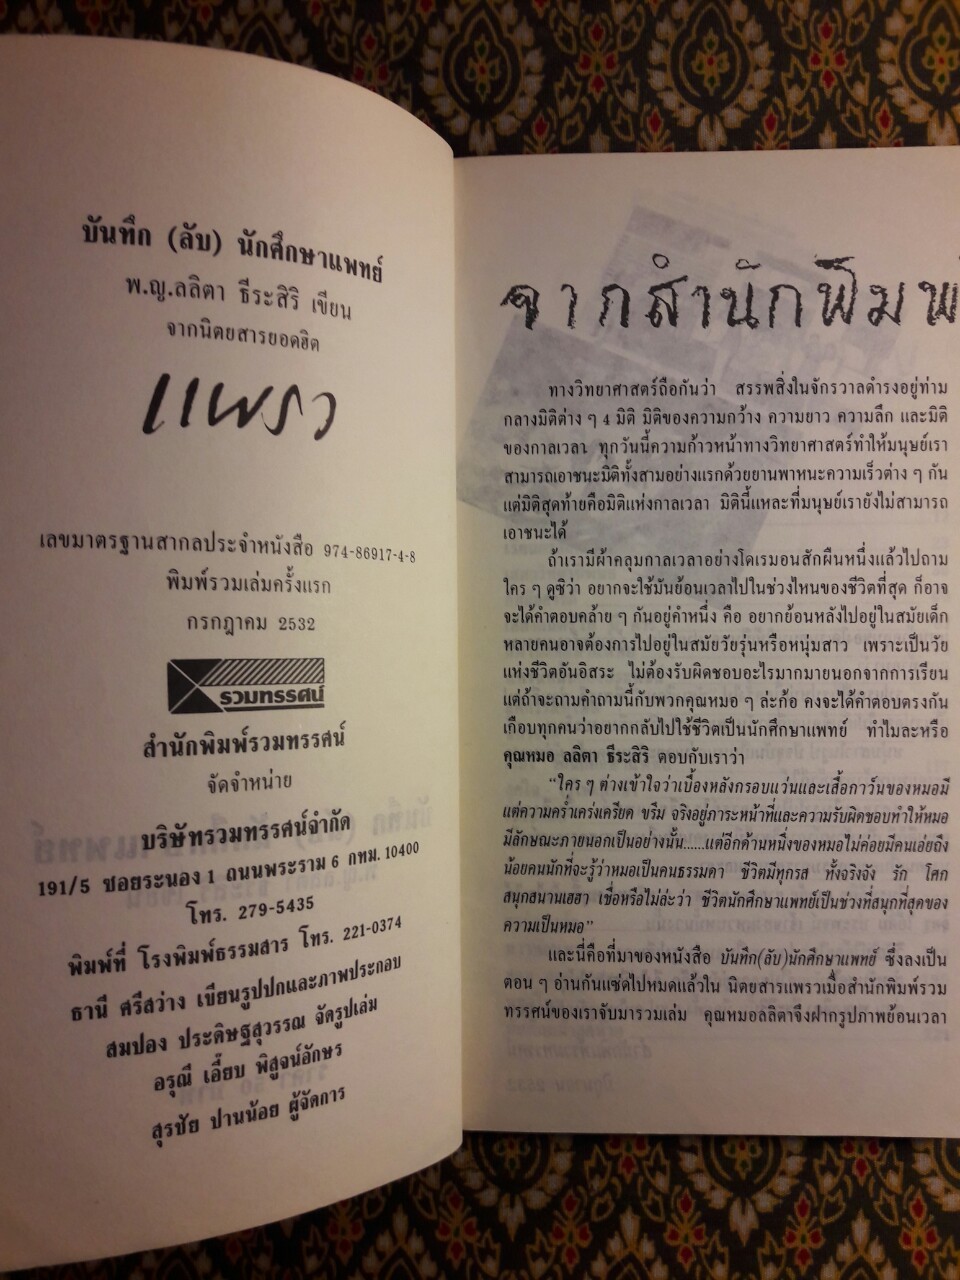 บันทึก (ลับ) นักศึกษาแพทย์
พ.ญ.ลลิตา ธีระสิริ เขียน
จากนิตยสารยอดฮิต
แพรว
เลขมาตรฐานสากลประจำหนังสือ 974-86917-4-8
พิมพ์รวมเล่มครั้งแรก
กรกฎาคม 2532
รวมทรรศน์
สำนักพิมพ์รวมทรรศน์
จัดจำหน่าย
บริษัทรวมทรรศน์จำกัด
191/5 ซอยระนอง 1 ถนนพระราม 6 กทม. 10400
โทร. 279-5435
พิมพ์ที่ โรงพิมพ์ธรรมสาร โทร. 221-0374
ธานี ศรีสว่าง เขียนรูปปกและภาพประกอบ
สมปอง ประดิษฐสุวรรณ จัดรูปเล่ม
อรุณี เอี๊ยบ พิสูจน์อักษร
สุรชัย ปานน้อย ผู้จัดการ
จากสำนักพิมพ์
ทางวิทยาศาสตร์ถือกันว่า สรรพสิ่งในจักรวาลดำรงอยู่ท่าม
กลางมิติต่าง ๆ 4 มิติ มิติของความกว้าง ความยาว ความลึก และมิติ
ของกาลเวลา ทุกวันนี้ความก้าวหน้าทางวิทยาศาสตร์ทำให้มนุษย์เรา
สามารถเอาชนะมิติทั้งสามอย่างแรกด้วยยานพาหนะความเร็วต่าง ๆ กัน
แต่มิติสุดท้ายคือมิติแห่งกาลเวลา มิตินี้แหละที่มนุษย์เรายังไม่สามารถ
เอาชนะได้
ถ้าเรามีผ้าคลุมกาลเวลาอย่างโดเรมอนสักผืนหนึ่งแล้วไปถาม
ใคร ๆ ดูซิว่า อยากจะใช้มันย้อนเวลาไปในช่วงไหนของชีวิตที่สุด ก็อาจ
จะได้คำตอบคล้าย ๆ กันอยู่คำหนึ่ง คือ อยากย้อนหลังไปอยู่ในสมัยเด็ก
หลายคนอาจต้องการไปอยู่ในสมัยวัยรุ่นหรือหนุ่มสาว เพราะเป็นวัย
แห่งชีวิตอันอิสระ ไม่ต้องรับผิดชอบอะไรมากมายนอกจากการเรียน
แต่ถ้าจะถามคำถามนี้กับพวกคุณหมอ ๆ ล่ะก้อ คงจะได้คำตอบตรงกัน
เกือบทุกคนว่าอยากกลับไปใช้ชีวิตเป็นนักศึกษาแพทย์ ทำไมละหรือ
คุณหมอ ลลิตา ธีระสิริ ตอบกับเราว่า
“ใคร ๆ ต่างเข้าใจว่าเบื้องหลังกรอบแว่นและเสื้อกาว์นของหมอมี
แต่ความคร่ำเคร่งเครียด ขรึม จริงอยู่ภาระหน้าที่และความรับผิดชอบทำให้หมอ
มีลักษณะภายนอกเป็นอย่างนั้น......แต่อีกด้านหนึ่งของหมอไม่ค่อยมีคนเอ่ยถึง
น้อยคนนักที่จะรู้ว่าหมอเป็นคนธรรมดา ชีวิตมีทุกรส ทั้งจริงจัง รัก โศก
สนุกสนานเฮฮา เชื่อหรือไม่ล่ะว่า ชีวิตนักศึกษาแพทย์เป็นช่วงที่สนุกที่สุดของ
ความเป็นหมอ”
และนี่คือที่มาของหนังสือ บันทึก(ลับ)นักศึกษาแพทย์ ซึ่งลงเป็น
ตอน ๆ อ่านกันแซ่ดไปหมดแล้วใน นิตยสารแพรวเมื่อสำนักพิมพ์รวม
ทรรศน์ของเราจับมารวมเล่ม คุณหมอลลิตาจึงฝากรูปภาพย้อนเวลา